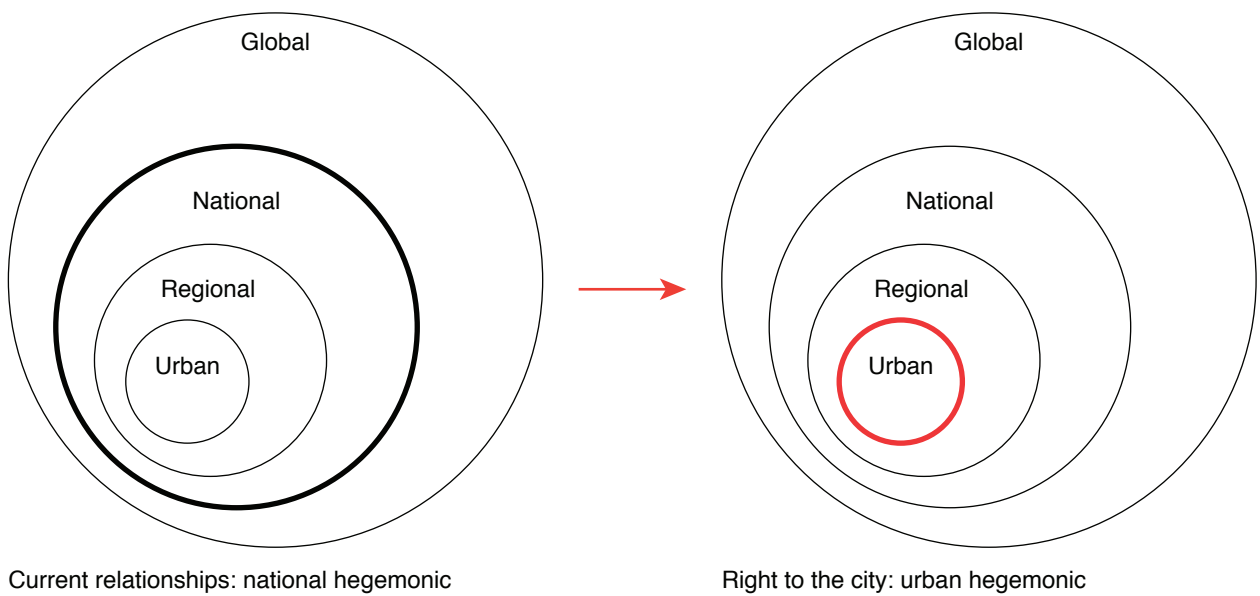 Global
National
Regional
Urban
Current relationships: national hegemonic
Global
National
Regional
Urban
Right to the city: urban hegemonic